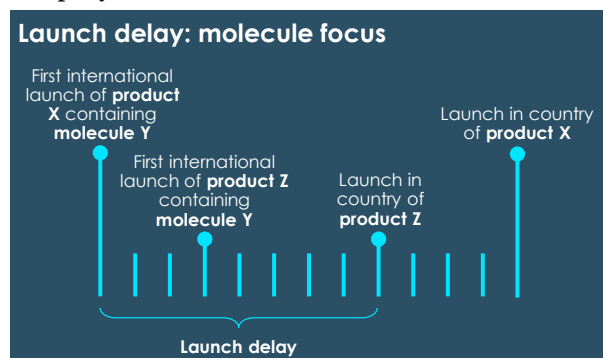 Launch delay: molecule focus
First international
launch of product
X containing
molecule Y
First international
launch of product Z
containing
molecule Y
Launch in
country of
product Z
Launch in country
of product X
Launch delay